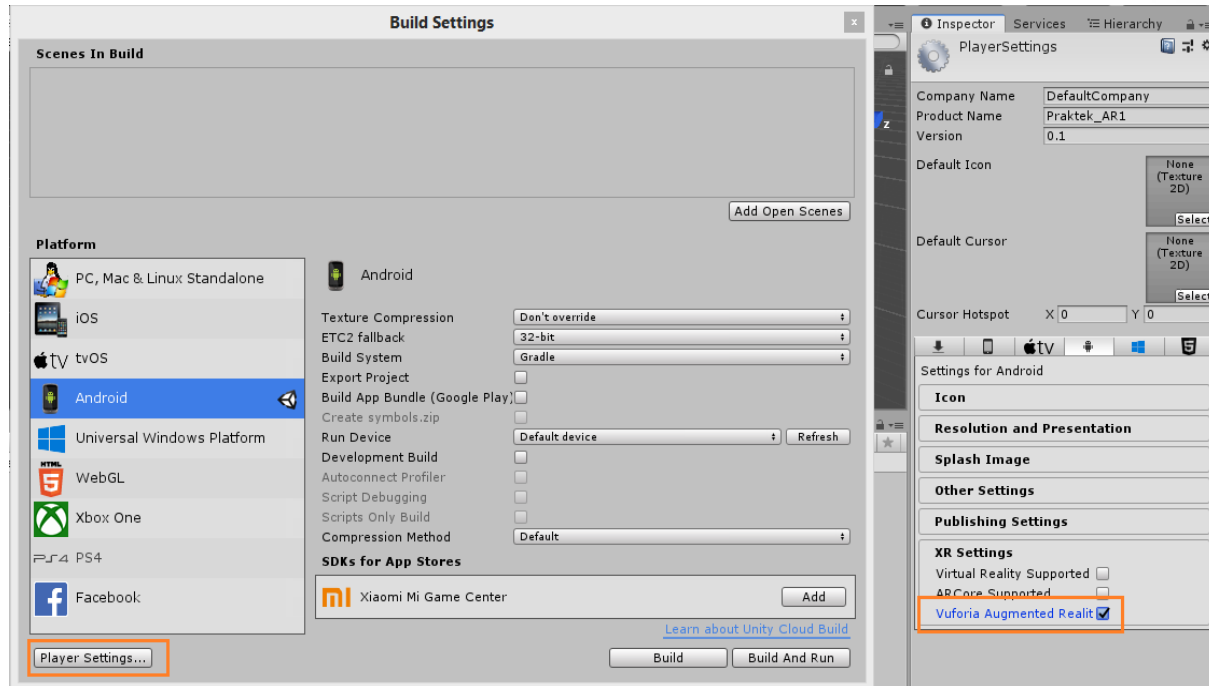 Build Settings
x
Scenes In Build
Add Open Scenes
Platform
PC, Mac & Linux Standalone
iOS
tv tvOS
Android
Universal Windows Platform
HTML
5
WebGL
Xbox One
PS4 PS4
f
Facebook
Android
Texture Compression Don't override
ETC2 fallback 32-bit
Build System Gradle
Export Project
Build App Bundle (Google Play)
Create symbols.zip
Run Device Default device Refresh
Development Build
Autoconnect Profiler
Script Debugging
Scripts Only Build
Compression Method Default
SDKs for App Stores
Xiaomi Mi Game Center Add
Learn about Unity Cloud Build
Player Settings... Build Build And Run
z
Inspector Services Hierarchy
PlayerSettings
Company Name DefaultCompany
Product Name Praktek_AR1
Version 0.1
Default Icon None
(Texture
2D)
Select
Default Cursor None
(Texture
2D)
Select
Cursor Hotspot X 0 Y 0
tv 5
Settings for Android
Icon
Resolution and Presentation
Splash Image
Other Settings
Publishing Settings
XR Settings
Virtual Reality Supported
ARCore Supported
Vuforia Augmented Realit